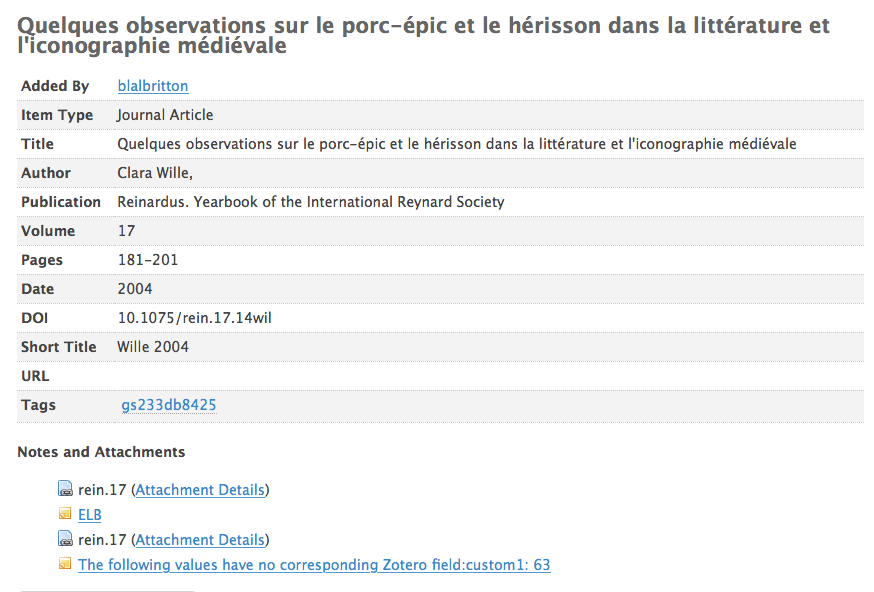 Quelques observations sur le porc-épic et le hérisson dans la littérature et
l'iconographie médiévale
Added By blalbritton
Item Type Journal Article
Title Quelques observations sur le porc-épic et le hérisson dans la littérature et l'iconographie médiévale
Author Clara Wille,
Publication Reinardus. Yearbook of the International Reynard Society
Volume 17
Pages 181-201
Date 2004
DOI 10.1075/rein.17.14wil
Short Title Wille 2004
URL
Tags gs233db8425
Notes and Attachments
rein.17 (Attachment Details)
ELB
rein.17 (Attachment Details)
The following values have no corresponding Zotero field:custom1: 63